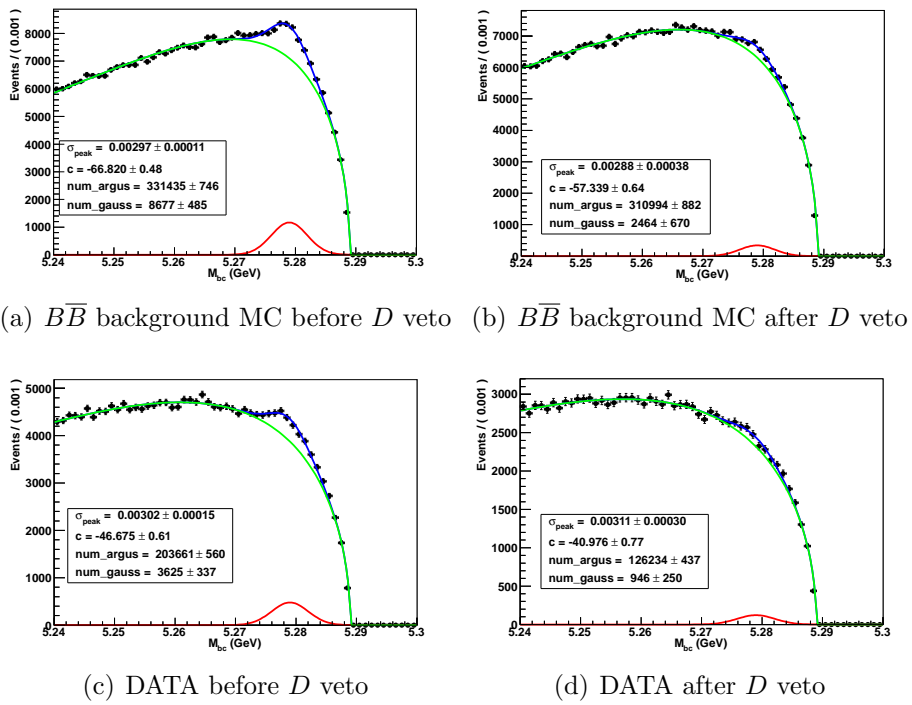 Events / ( 0.001 )
8000
7000
6000
5000
4000
3000
2000
1000
0
σpeak = 0.00297 ± 0.00011
c = -66.820 ± 0.48
num_argus = 331435 ± 746
num_gauss = 8677 ± 485
5.24 5.25 5.26 5.27 5.28 5.29 5.3
Mbc (GeV)
(a) BB̅ background MC before D veto
Events / ( 0.001 )
7000
6000
5000
4000
3000
2000
1000
0
σpeak = 0.00288 ± 0.00038
c = -57.339 ± 0.64
num_argus = 310994 ± 882
num_gauss = 2464 ± 670
5.24 5.25 5.26 5.27 5.28 5.29 5.3
Mbc (GeV)
(b) BB̅ background MC after D veto
Events / ( 0.001 )
5000
4000
3000
2000
1000
0
σpeak = 0.00302 ± 0.00015
c = -46.675 ± 0.61
num_argus = 203661 ± 560
num_gauss = 3625 ± 337
5.24 5.25 5.26 5.27 5.28 5.29 5.3
Mbc (GeV)
(c) DATA before D veto
Events / ( 0.001 )
3000
2500
2000
1500
1000
500
0
σpeak = 0.00311 ± 0.00030
c = -40.976 ± 0.77
num_argus = 126234 ± 437
num_gauss = 946 ± 250
5.24 5.25 5.26 5.27 5.28 5.29 5.3
Mbc (GeV)
(d) DATA after D veto